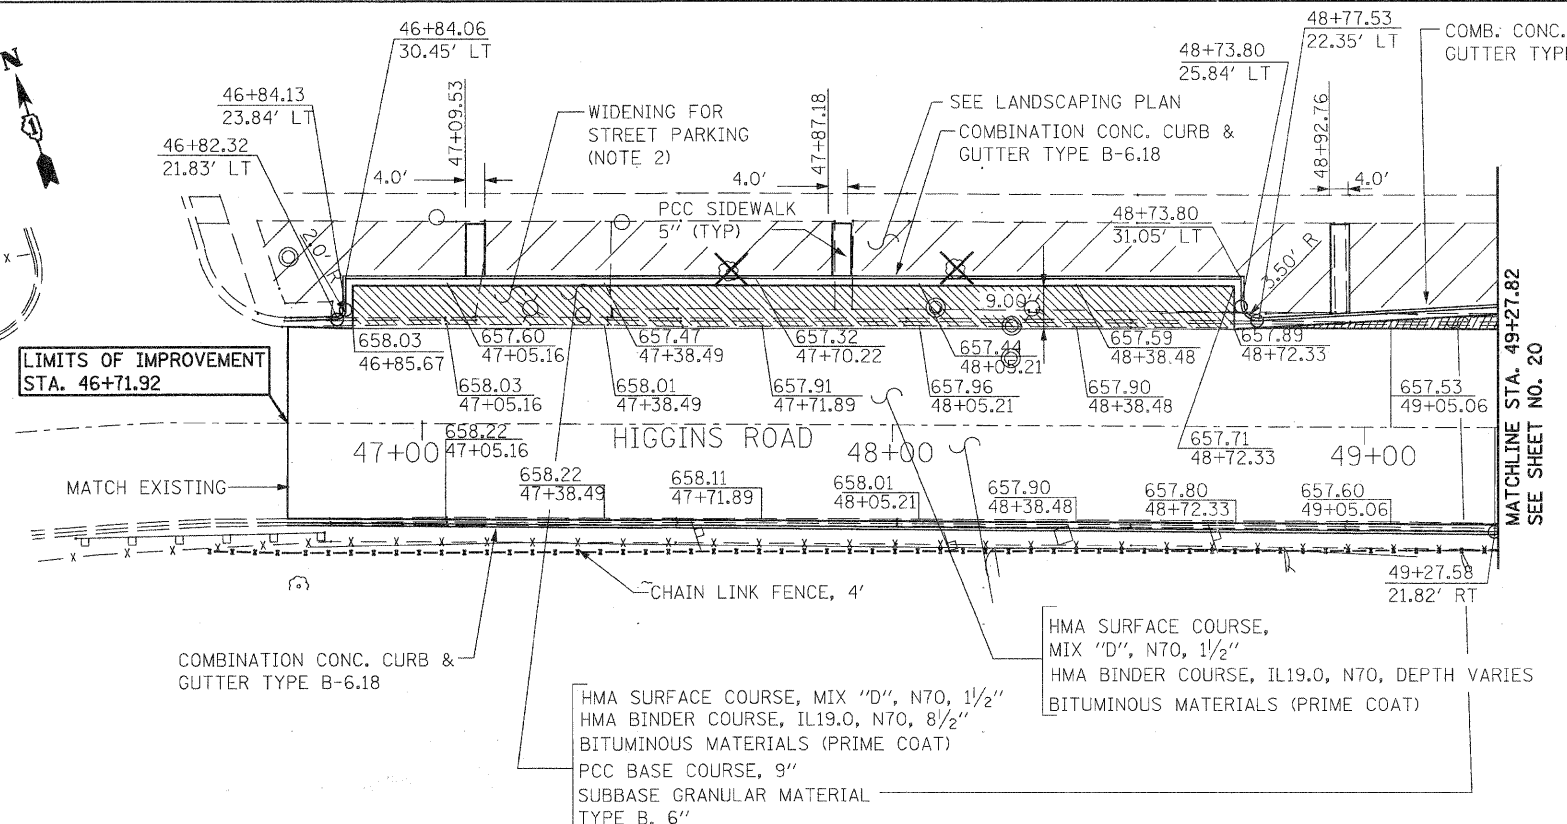 46+84.06
30.45' LT
48+77.53
22.35' LT
COMB. CONC.
GUTTER TYPE
48+73.80
25.84' LT
N
46+84.13
23.84' LT
47+09.53
WIDENING FOR
STREET PARKING
(NOTE 2)
47+87.18
SEE LANDSCAPING PLAN
COMBINATION CONC. CURB &
GUTTER TYPE B-6.18
48+92.76
46+82.32
21.83' LT
4.0'
4.0'
4.0'
PCC SIDEWALK
5" (TYP)
48+73.80
31.05' LT
2.0' R
3.50' R
9.00'
658.03
46+85.67
657.60
47+05.16
657.47
47+38.49
657.32
47+70.22
657.44
48+05.21
657.59
48+38.48
657.89
48+72.33
LIMITS OF IMPROVEMENT
STA. 46+71.92
658.03
47+05.16
658.01
47+38.49
657.91
47+71.89
657.96
48+05.21
657.90
48+38.48
657.53
49+05.06
MATCHLINE STA. 49+27.82
SEE SHEET NO. 20
47+00
658.22
47+05.16
HIGGINS ROAD
48+00
657.71
48+72.33
49+00
MATCH EXISTING
658.22
47+38.49
658.11
47+71.89
658.01
48+05.21
657.90
48+38.48
657.80
48+72.33
657.60
49+05.06
49+27.58
21.82' RT
CHAIN LINK FENCE, 4'
COMBINATION CONC. CURB &
GUTTER TYPE B-6.18
HMA SURFACE COURSE,
MIX "D", N70, 1½"
HMA BINDER COURSE, IL19.0, N70, DEPTH VARIES
BITUMINOUS MATERIALS (PRIME COAT)
HMA SURFACE COURSE, MIX "D", N70, 1½"
HMA BINDER COURSE, IL19.0, N70, 8½"
BITUMINOUS MATERIALS (PRIME COAT)
PCC BASE COURSE, 9"
SUBBASE GRANULAR MATERIAL
TYPE B, 6"